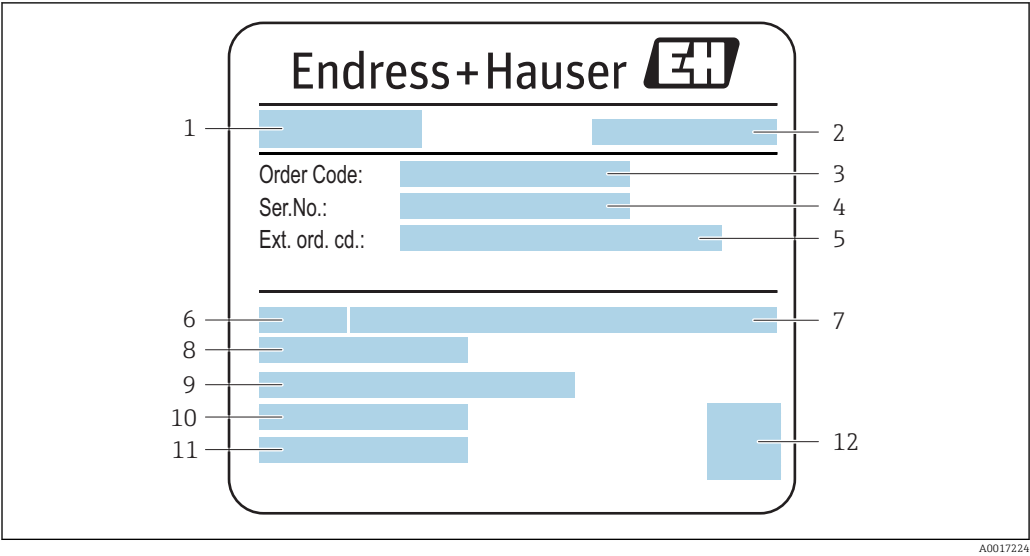 Endress+Hauser EH
1 2
Order Code: 3
Ser.No.: 4
Ext. ord. cd.: 5
6 7
8
9
10
11 12
A0017224